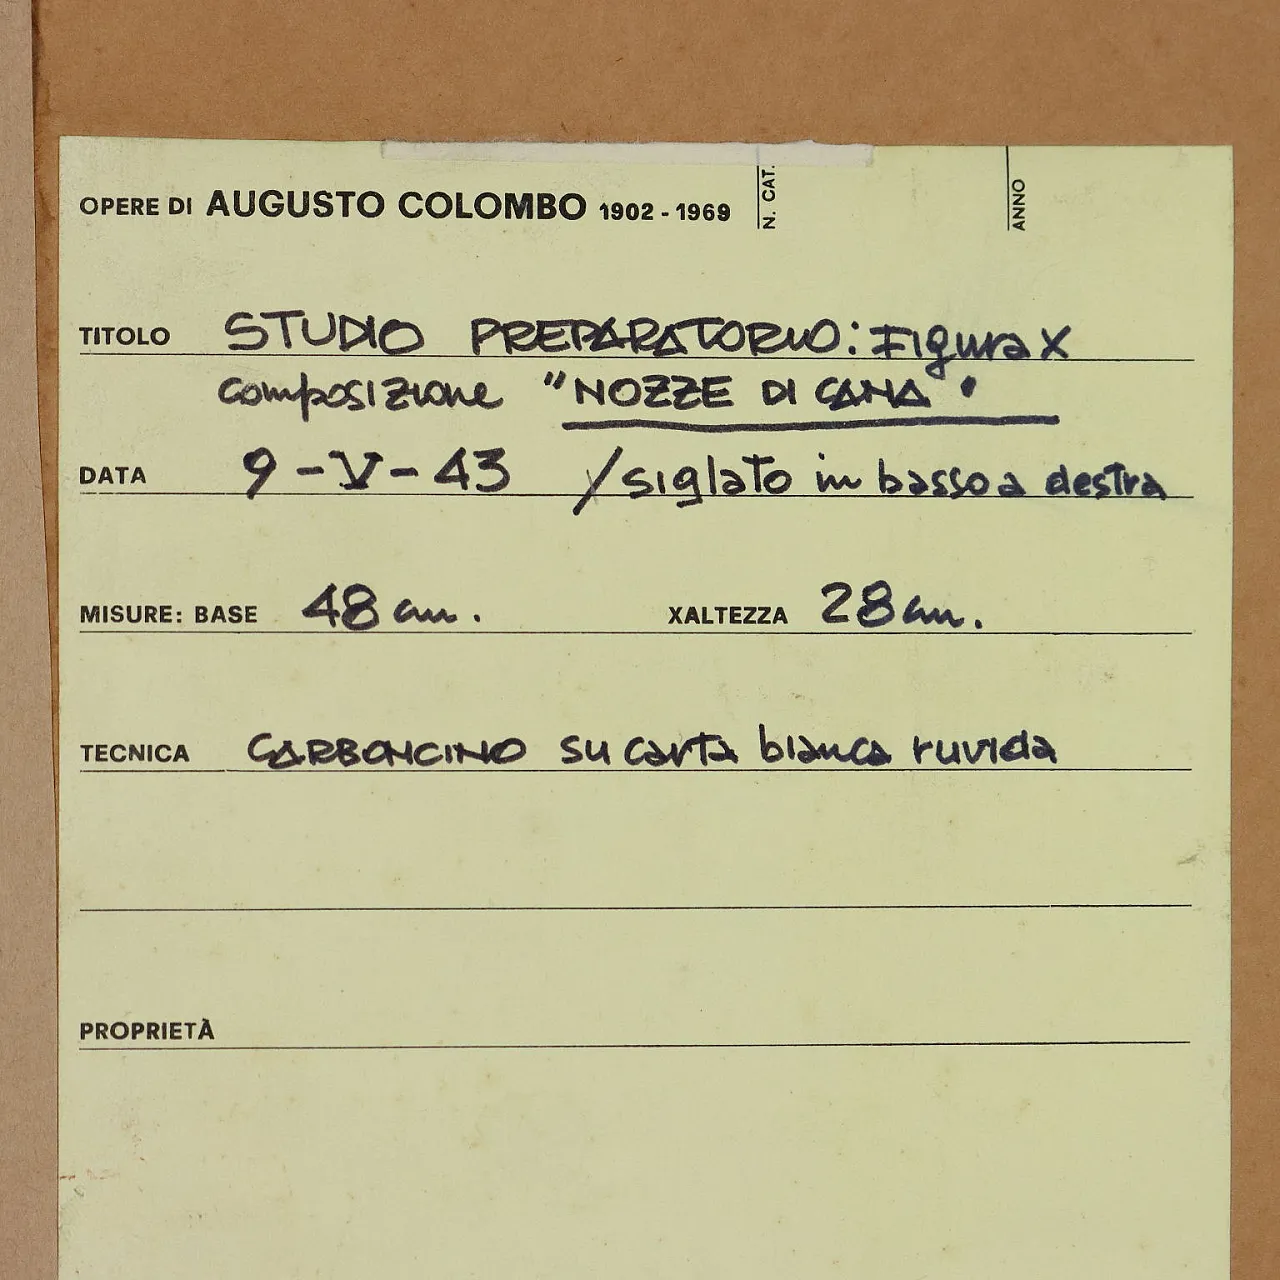 OPERE DI AUGUSTO COLOMBO 1902 - 1969
N. CAT.
ANNO
TITOLO STUDIO PREPARATORIO: Figura X
composizione "NOZZE DI CANA".
DATA 9-V-43 /siglato in basso a destra
MISURE: BASE 48 cm. XALTEZZA 28 cm.
TECNICA CARBONCINO su carta bianca ruvida
PROPRIETÀ